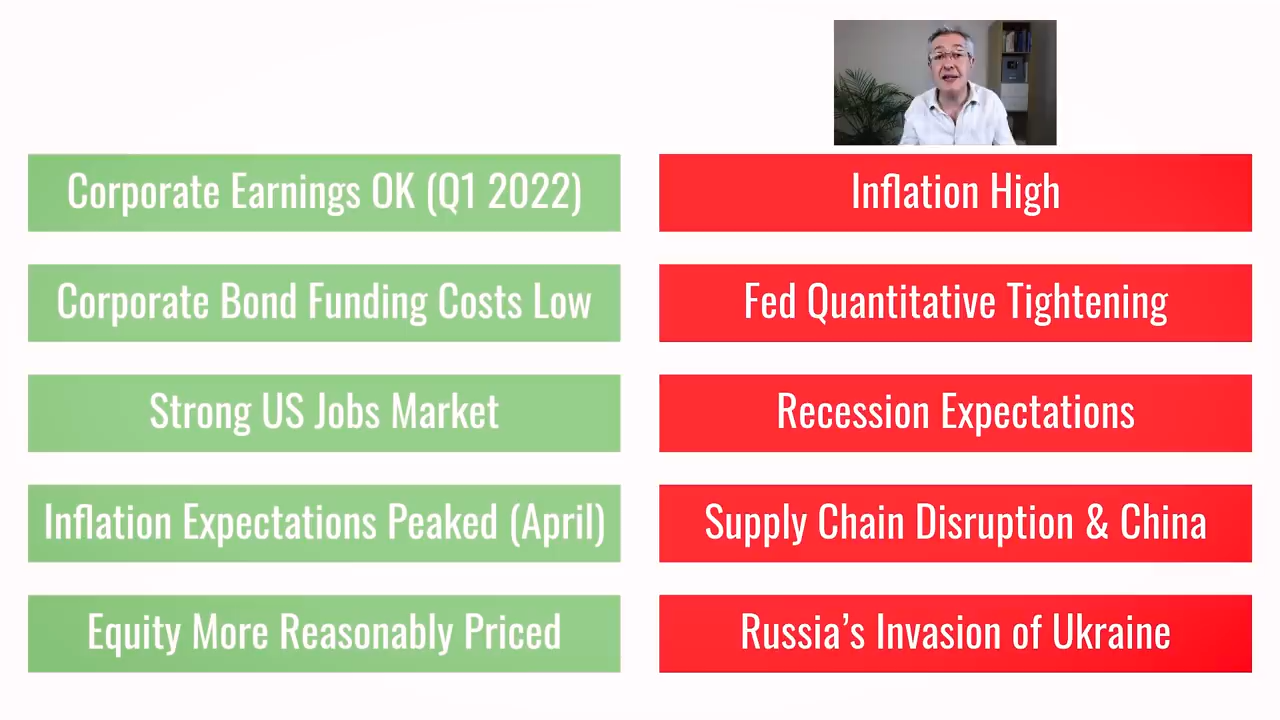 Corporate Earnings OK (Q1 2022)
Corporate Bond Funding Costs Low
Strong US Jobs Market
Inflation Expectations Peaked (April)
Equity More Reasonably Priced
Inflation High
Fed Quantitative Tightening
Recession Expectations
Supply Chain Disruption & China
Russia’s Invasion of Ukraine